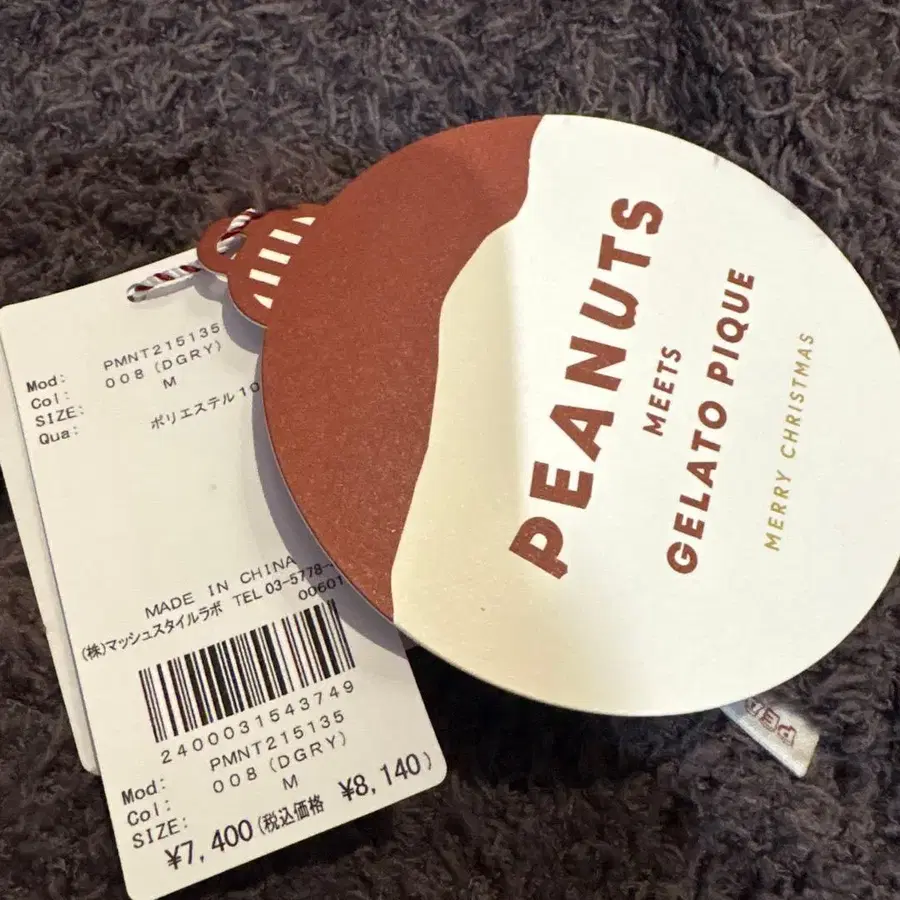 PEANUTS
MEETS
GELATO PIQUE
MERRY CHRISTMAS
Mod: PMNT215135
Col: 008 (DGRY)
SIZE: M
Qua: ポリエステル10
MADE IN CHINA
(株)マッシュスタイルラボ TEL 03-5778-
00601
2400031543749
Mod: PMNT215135
Col: 008 (DGRY)
SIZE: M
¥7,400(税込価格 ¥8,140)